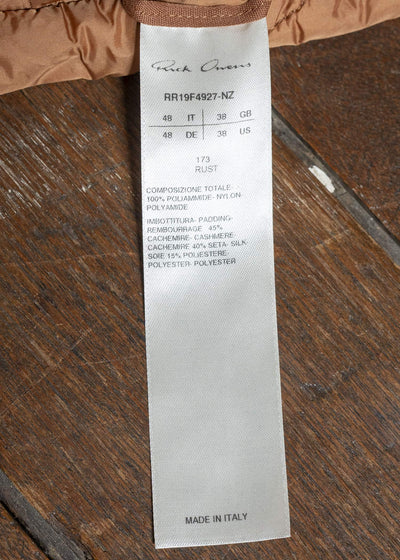 Rick Owens
RR19F4927-NZ
48 IT 38 GB
48 DE 38 US
173
RUST
COMPOSIZIONE TOTALE
100% POLIAMMIDE- NYLON-
POLYAMIDE
IMBOTTITURA- PADDING-
REMBOURRAGE 45%
CACHEMIRE- CASHMERE-
CACHEMIRE 40% SETA- SILK-
SOIE 15% POLIESTERE-
POLYESTER- POLYESTER
MADE IN ITALY